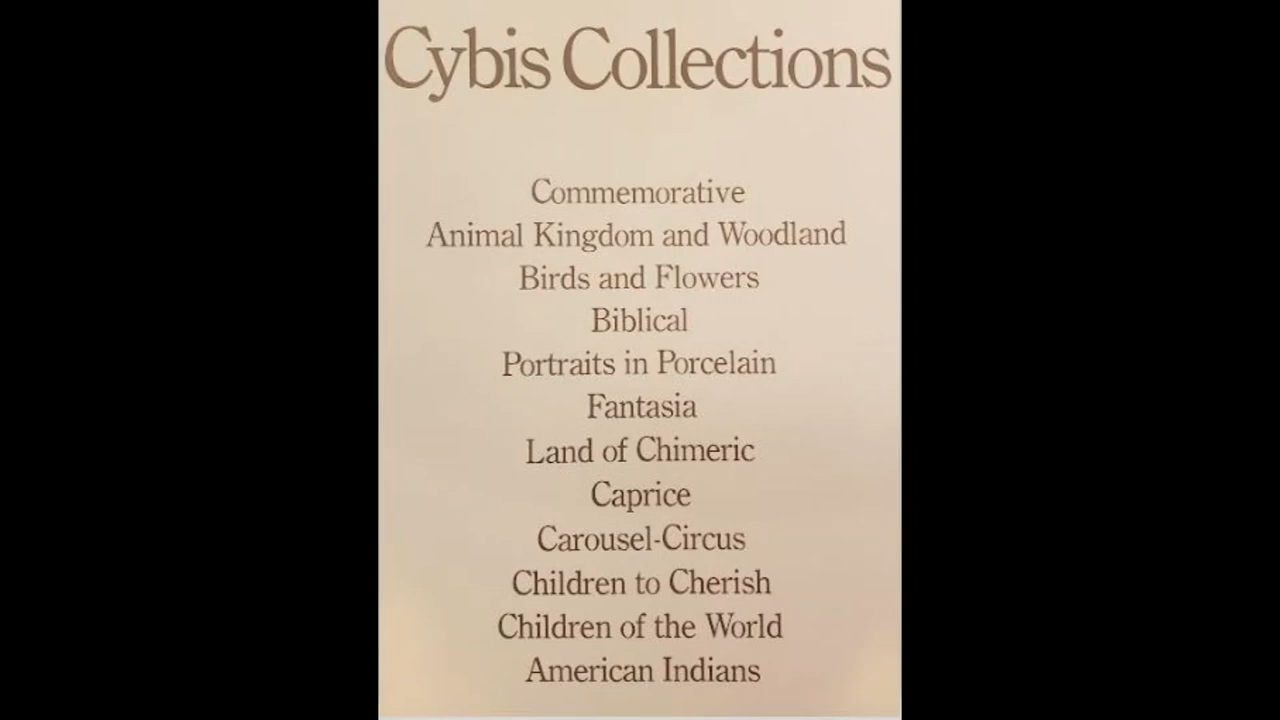 Cybis Collections
Commemorative
Animal Kingdom and Woodland
Birds and Flowers
Biblical
Portraits in Porcelain
Fantasia
Land of Chimeric
Caprice
Carousel-Circus
Children to Cherish
Children of the World
American Indians